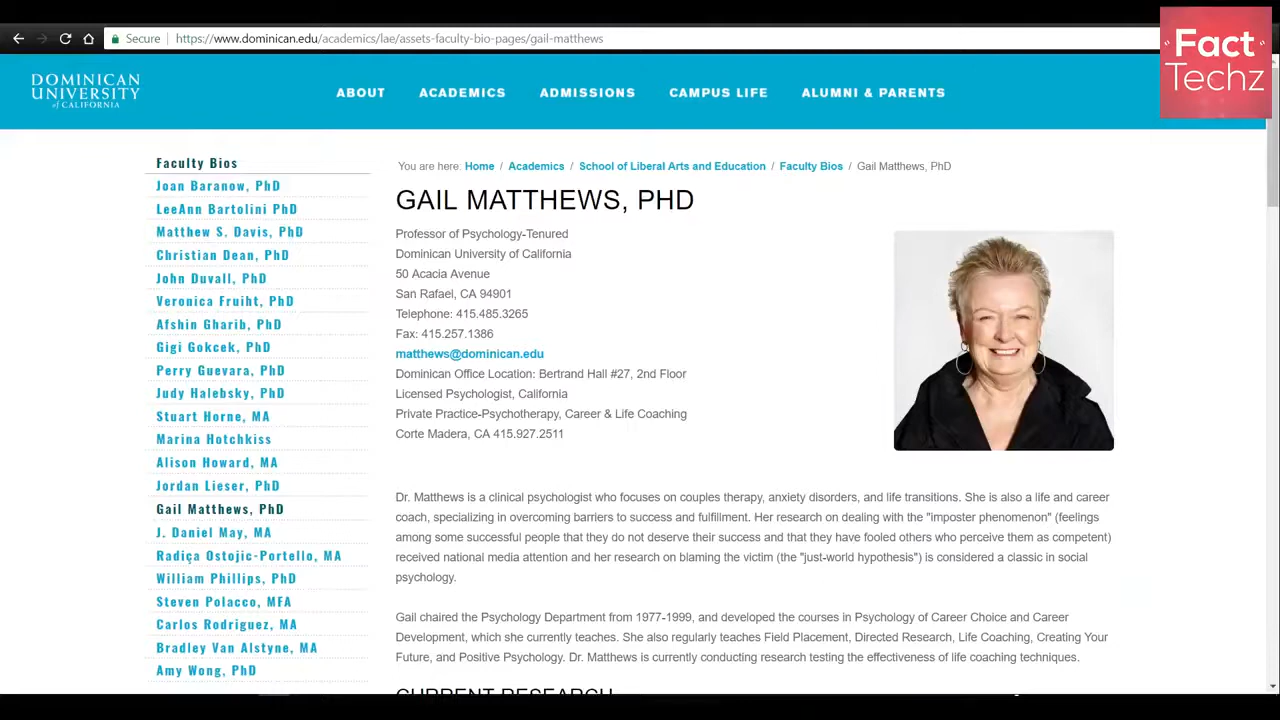 Secure
https://www.dominican.edu/academics/lae/assets-faculty-bio-pages/gail-matthews
"Fact"
Techz
DOMINICAN
UNIVERSITY
of CALIFORNIA
ABOUT ACADEMICS ADMISSIONS CAMPUS LIFE ALUMNI & PARENTS
Faculty Bios
Joan Baranow, PhD
LeeAnn Bartolini PhD
Matthew S. Davis, PhD
Christian Dean, PhD
John Duvall, PhD
Veronica Fruiht, PhD
Afshin Gharib, PhD
Gigi Gokcek, PhD
Perry Guevara, PhD
Judy Halebsky, PhD
Stuart Horne, MA
Marina Hotchkiss
Alison Howard, MA
Jordan Lieser, PhD
Gail Matthews, PhD
J. Daniel May, MA
Radiça Ostojic-Portello, MA
William Phillips, PhD
Steven Polacco, MFA
Carlos Rodriguez, MA
Bradley Van Alstyne, MA
Amy Wong, PhD
You are here: Home / Academics / School of Liberal Arts and Education / Faculty Bios / Gail Matthews, PhD
GAIL MATTHEWS, PHD
Professor of Psychology-Tenured
Dominican University of California
50 Acacia Avenue
San Rafael, CA 94901
Telephone: 415.485.3265
Fax: 415.257.1386
matthews@dominican.edu
Dominican Office Location: Bertrand Hall #27, 2nd Floor
Licensed Psychologist, California
Private Practice-Psychotherapy, Career & Life Coaching
Corte Madera, CA 415.927.2511
Dr. Matthews is a clinical psychologist who focuses on couples therapy, anxiety disorders, and life transitions. She is also a life and career
coach, specializing in overcoming barriers to success and fulfillment. Her research on dealing with the "imposter phenomenon" (feelings
among some successful people that they do not deserve their success and that they have fooled others who perceive them as competent)
received national media attention and her research on blaming the victim (the "just-world hypothesis") is considered a classic in social
psychology.
Gail chaired the Psychology Department from 1977-1999, and developed the courses in Psychology of Career Choice and Career
Development, which she currently teaches. She also regularly teaches Field Placement, Directed Research, Life Coaching, Creating Your
Future, and Positive Psychology. Dr. Matthews is currently conducting research testing the effectiveness of life coaching techniques.
CURRENT RESEARCH